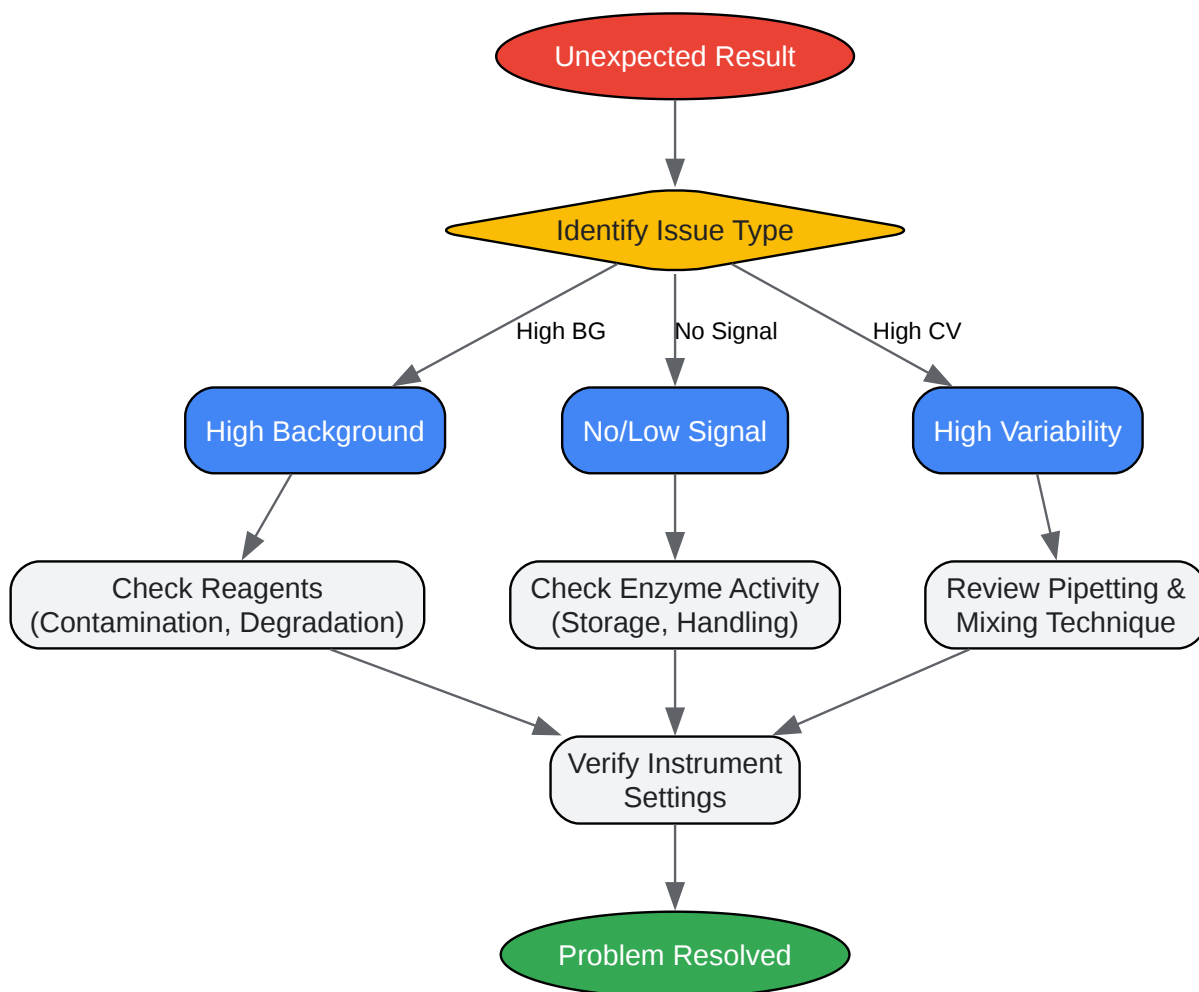 Unexpected Result
Identify Issue Type
High BG
No Signal
High CV
High Background
No/Low Signal
High Variability
Check Reagents
(Contamination, Degradation)
Check Enzyme Activity
(Storage, Handling)
Review Pipetting &
Mixing Technique
Verify Instrument
Settings
Problem Resolved